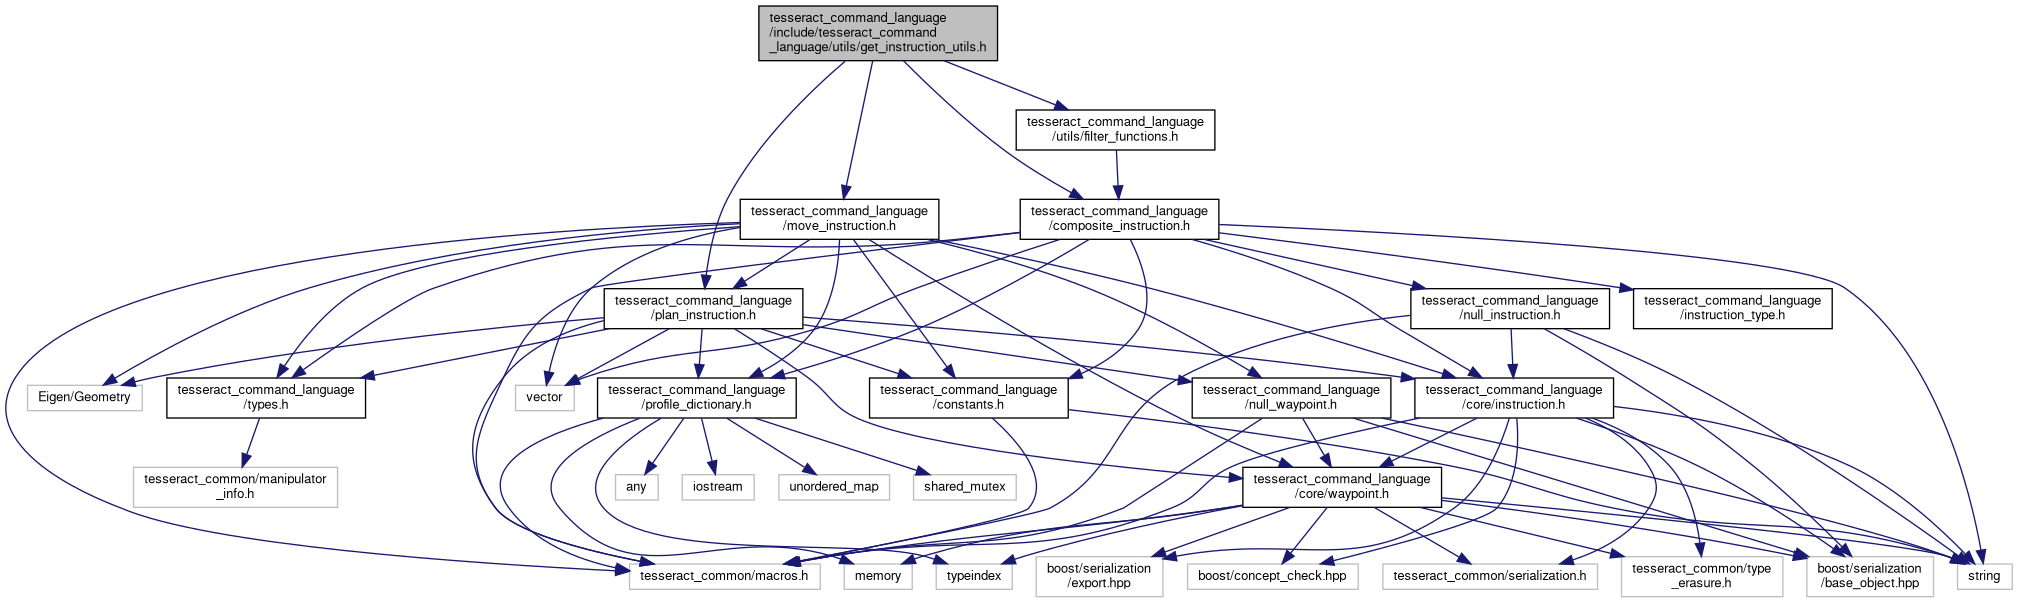 tesseract_command_language
/include/tesseract_command
_language/utils/get_instruction_utils.h
tesseract_command_language
/utils/filter_functions.h
tesseract_command_language
/move_instruction.h
tesseract_command_language
/composite_instruction.h
tesseract_command_language
/plan_instruction.h
tesseract_command_language
/null_instruction.h
tesseract_command_language
/instruction_type.h
Eigen/Geometry
tesseract_command_language
/types.h
vector
tesseract_command_language
/profile_dictionary.h
tesseract_command_language
/constants.h
tesseract_command_language
/null_waypoint.h
tesseract_command_language
/core/instruction.h
tesseract_common/manipulator
_info.h
any
iostream
unordered_map
shared_mutex
tesseract_command_language
/core/waypoint.h
tesseract_common/macros.h
memory
typeindex
boost/serialization
/export.hpp
boost/concept_check.hpp
tesseract_common/serialization.h
tesseract_common/type
_erasure.h
boost/serialization
/base_object.hpp
string